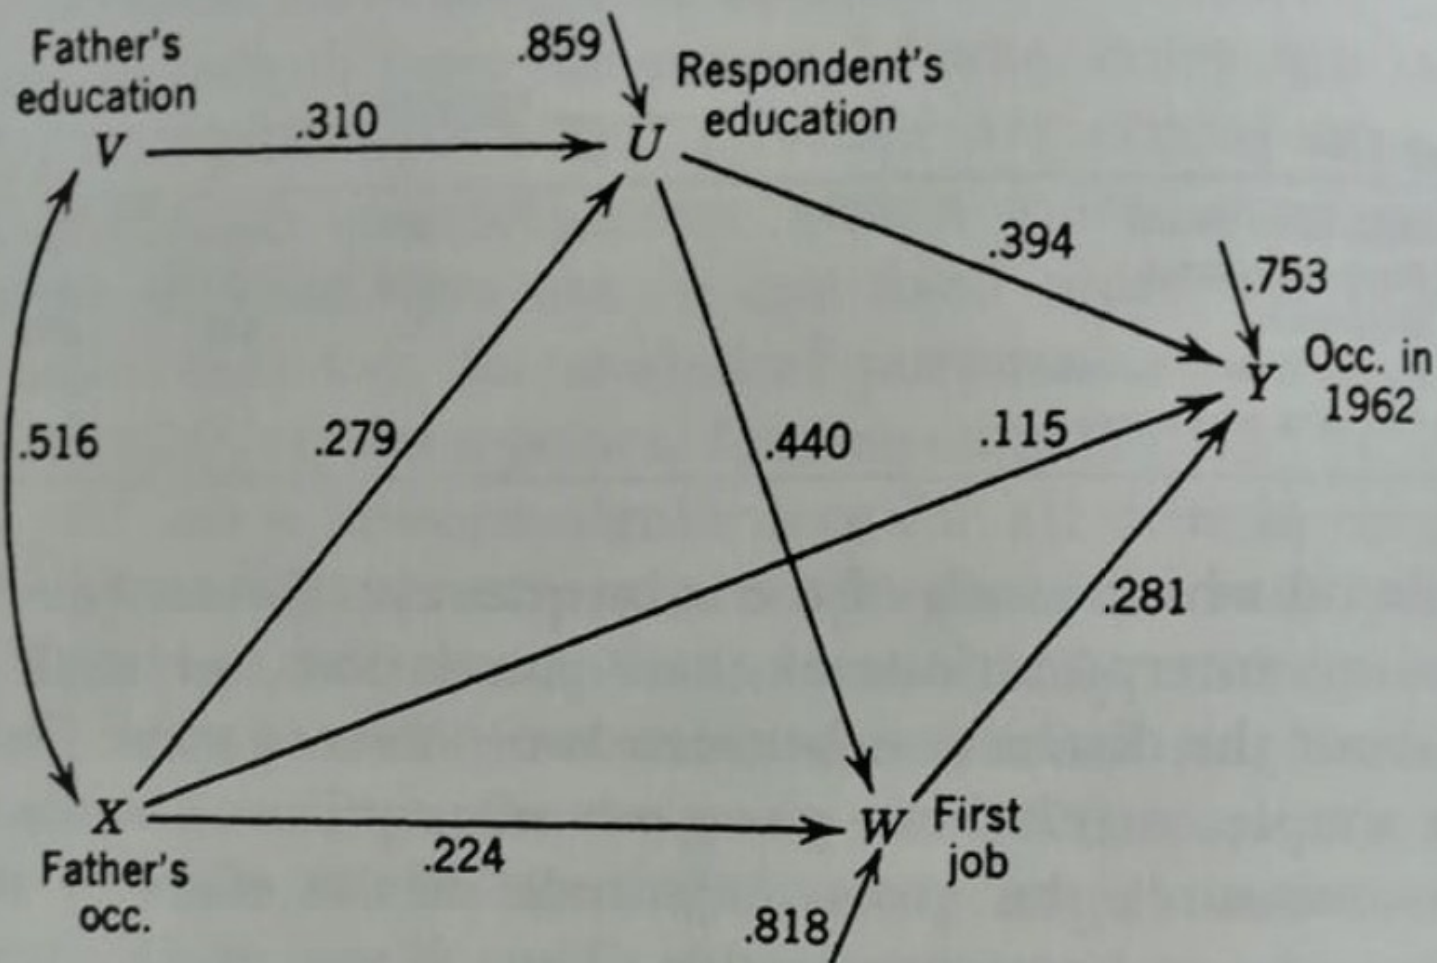 Father's
education
V
.310
.859
U
Respondent's
education
.394
.753
Y
Occ. in
1962
.516
.279
.440
.115
.281
X
Father's
occ.
.224
W
First
job
.818